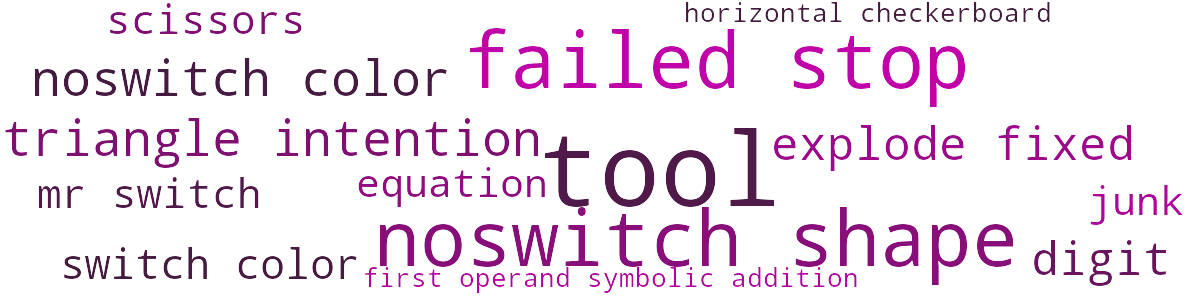 scissors
horizontal checkerboard
failed stop
noswitch color
triangle intention
tool
explode fixed
mr switch
equation
junk
noswitch shape
switch color
digit
first operand symbolic addition